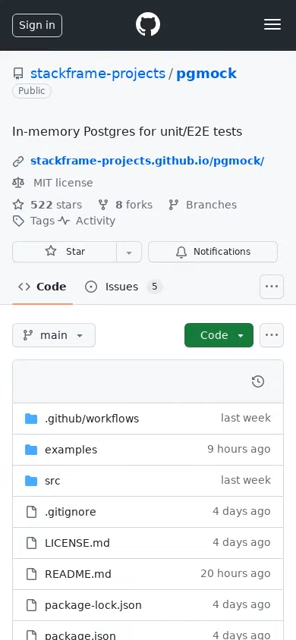 Sign in
stackframe-projects / pgmock
Public
In-memory Postgres for unit/E2E tests
stackframe-projects.github.io/pgmock/
MIT license
522 stars 8 forks Branches
Tags Activity
Star Notifications
Code Issues 5
main Code
.github/workflows last week
examples 9 hours ago
src last week
.gitignore 4 days ago
LICENSE.md 4 days ago
README.md 20 hours ago
package-lock.json 4 days ago
package.json 4 days ago